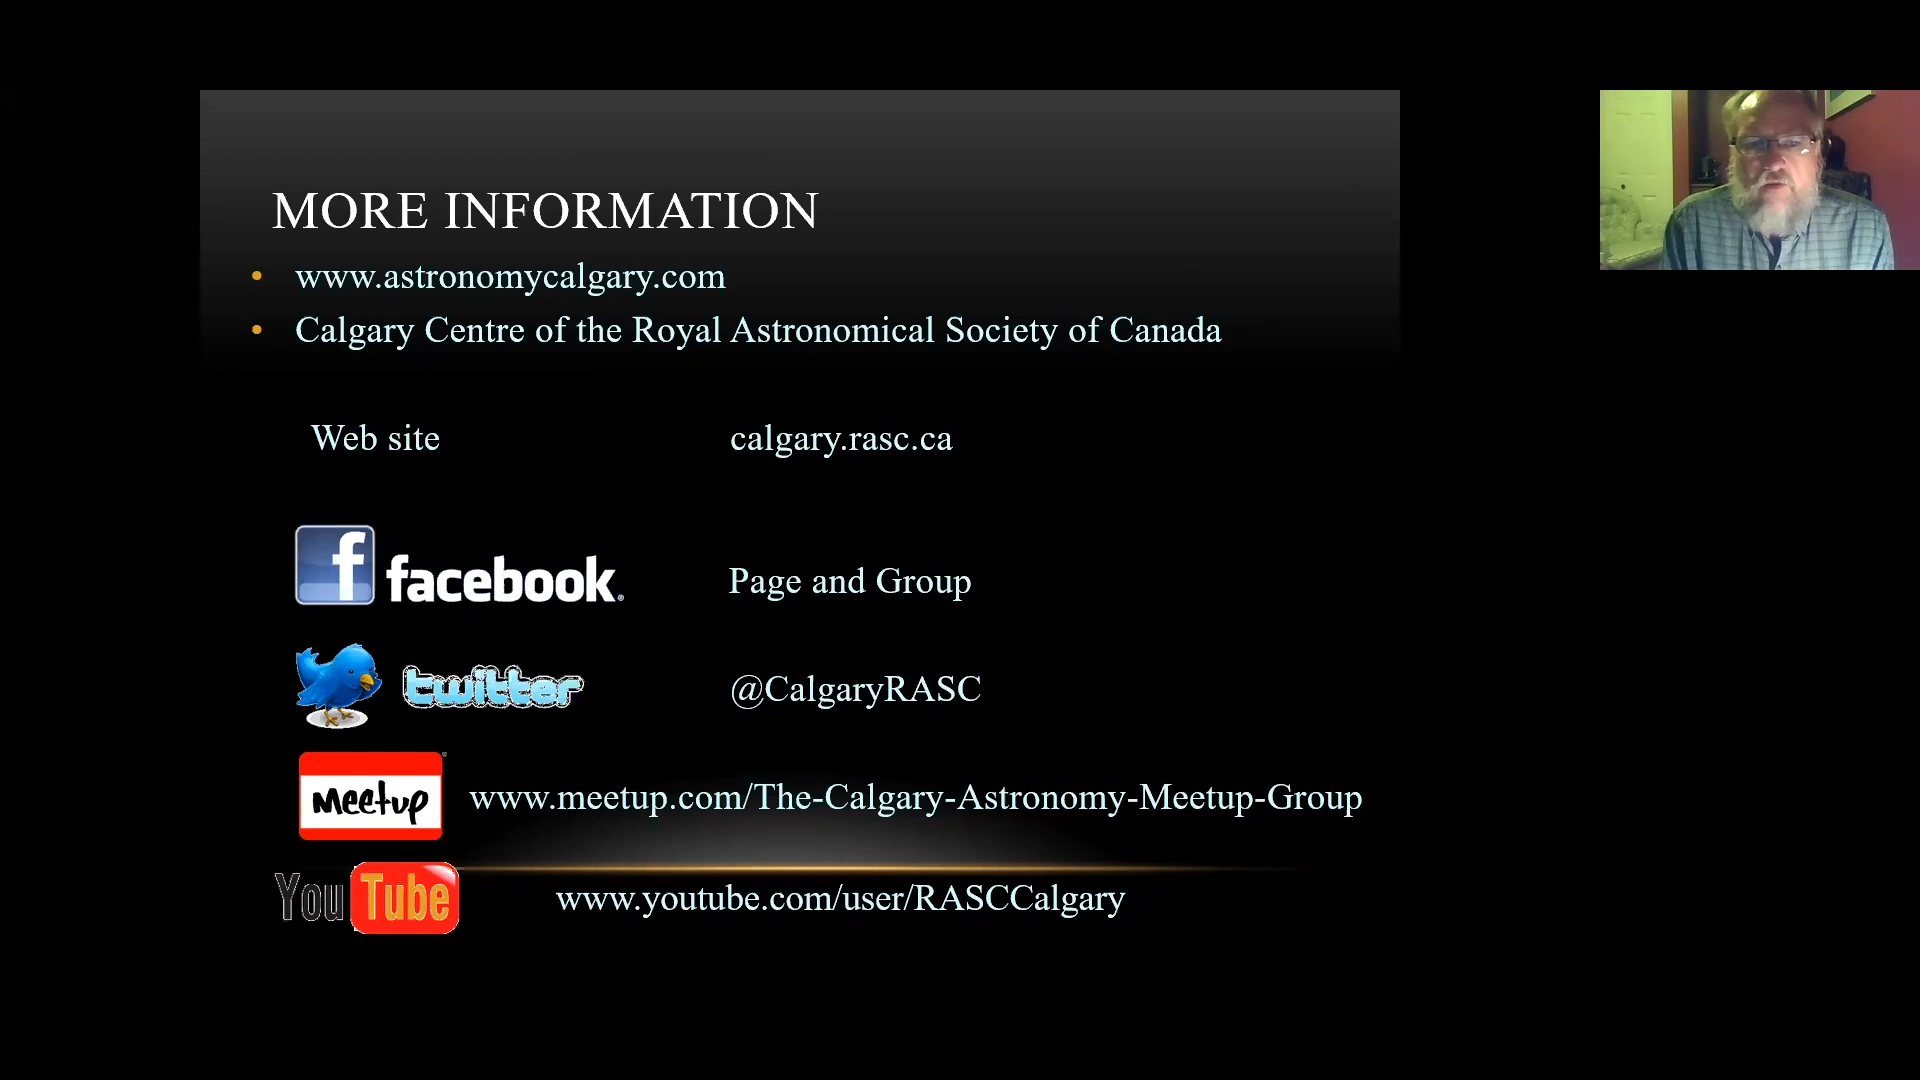 MORE INFORMATION
• www.astronomycalgary.com
• Calgary Centre of the Royal Astronomical Society of Canada
Web site calgary.rasc.ca
facebook® Page and Group
twitter @CalgaryRASC
Meetup www.meetup.com/The-Calgary-Astronomy-Meetup-Group
YouTube www.youtube.com/user/RASCCalgary